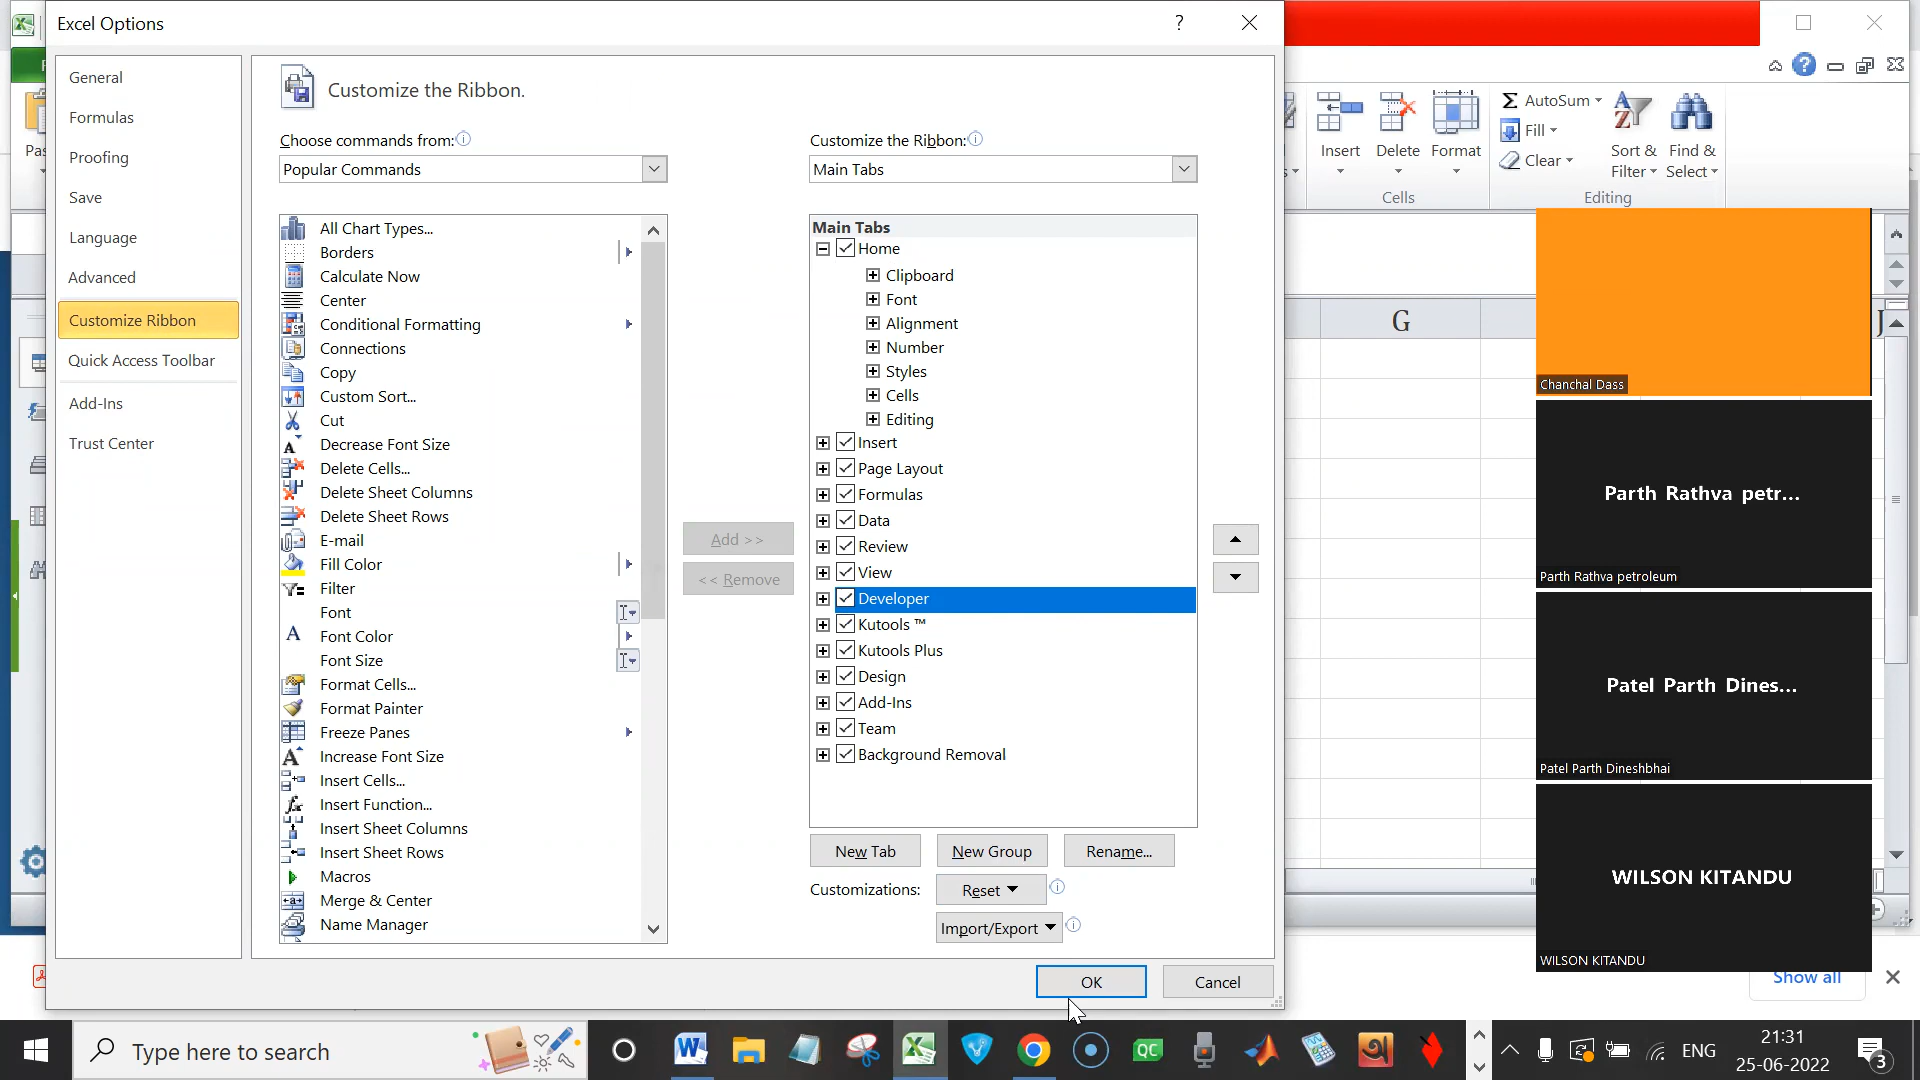 Excel Options
?
General
Formulas
Proofing
Save
Language
Advanced
Customize Ribbon
Quick Access Toolbar
Add-Ins
Trust Center
Customize the Ribbon.
Choose commands from:
Popular Commands
All Chart Types...
Borders
Calculate Now
Center
Conditional Formatting
Connections
Copy
Custom Sort...
Cut
Decrease Font Size
Delete Cells...
Delete Sheet Columns
Delete Sheet Rows
E-mail
Fill Color
Filter
Font
Font Color
Font Size
Format Cells...
Format Painter
Freeze Panes
Increase Font Size
Insert Cells...
Insert Function...
Insert Sheet Columns
Insert Sheet Rows
Macros
Merge & Center
Name Manager
Add >>
<< Remove
Customize the Ribbon:
Main Tabs
Main Tabs
Home
Clipboard
Font
Alignment
Number
Styles
Cells
Editing
Insert
Page Layout
Formulas
Data
Review
View
Developer
Kutools ™
Kutools Plus
Design
Add-Ins
Team
Background Removal
New Tab
New Group
Rename...
Customizations:
Reset
Import/Export
OK
Cancel
Insert
Delete
Format
Cells
Σ AutoSum
Fill
Clear
Sort & Filter
Find & Select
Editing
G
J
Chanchal Dass
Parth Rathva petr...
Parth Rathva petroleum
Patel Parth Dines...
Patel Parth Dineshbhai
WILSON KITANDU
WILSON KITANDU
Show all
Type here to search
QC
ENG
21:31
25-06-2022
3